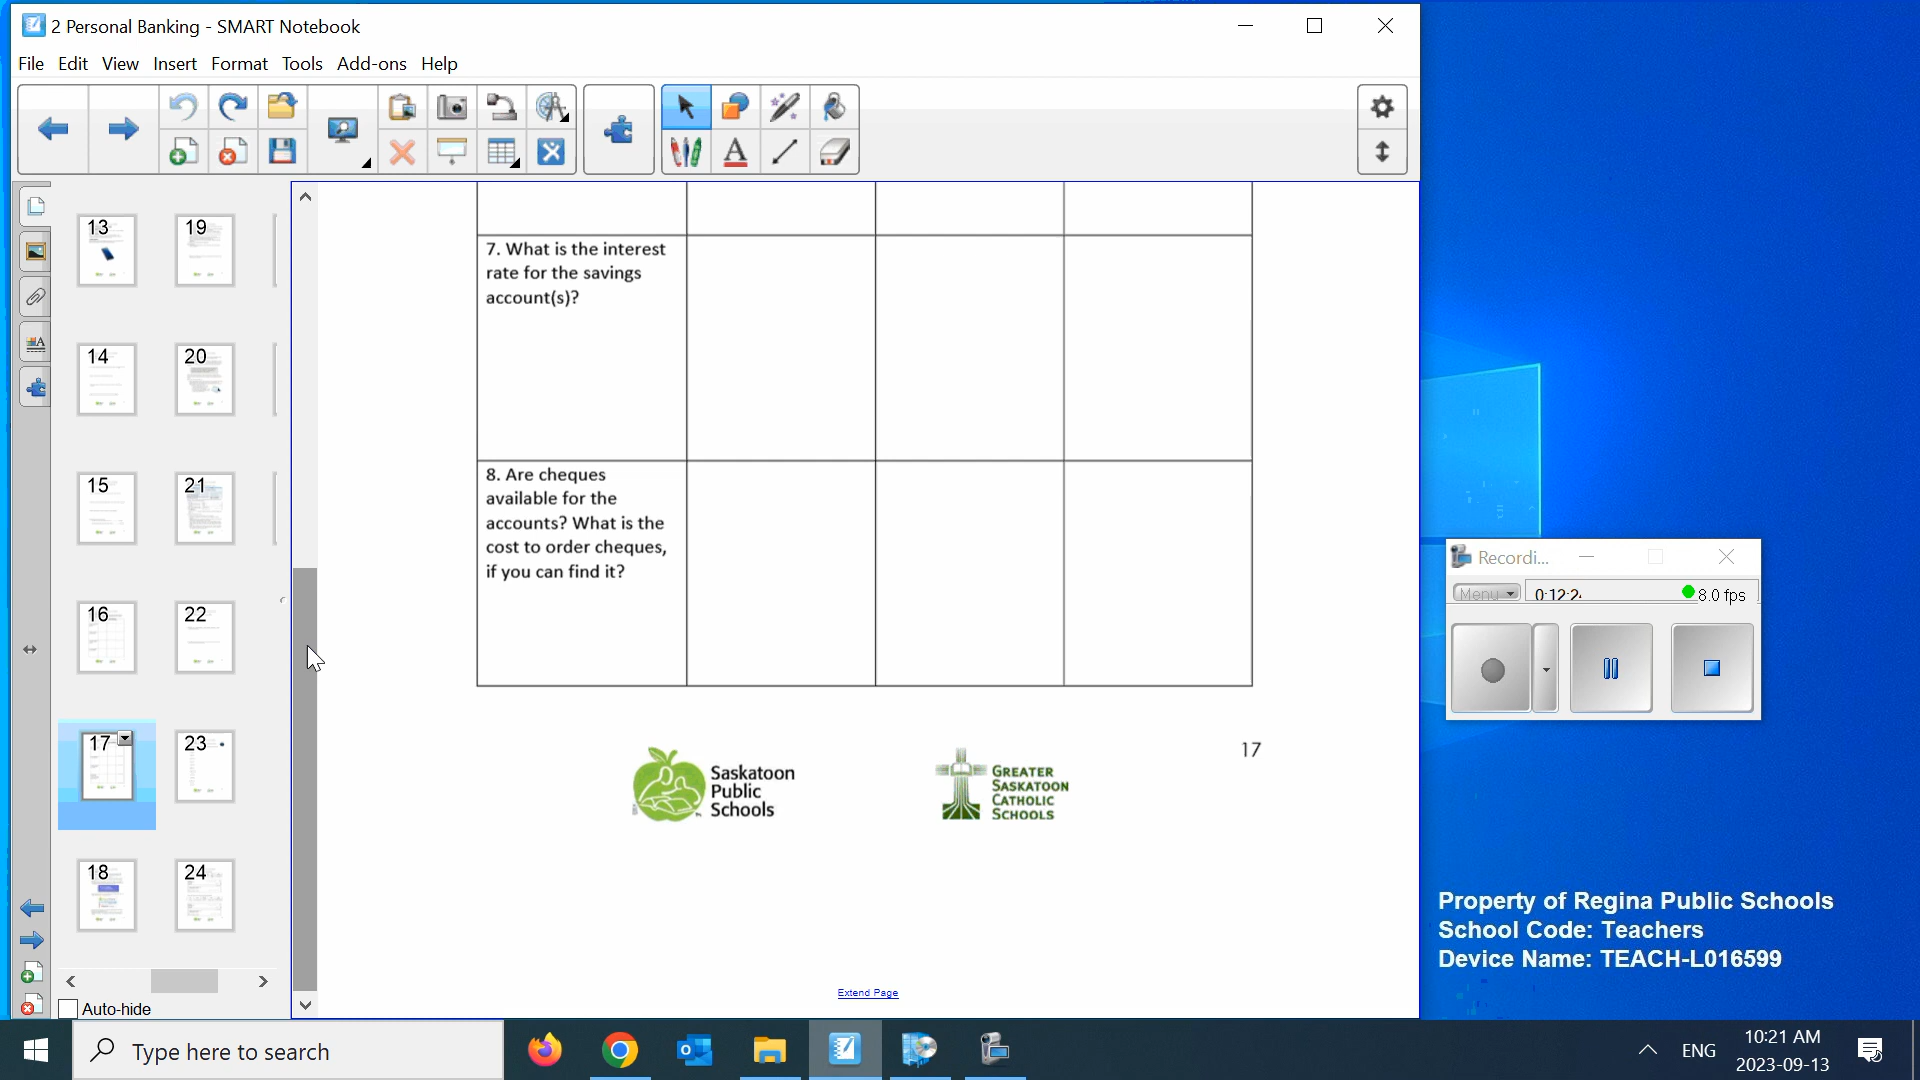 2 Personal Banking - SMART Notebook
File Edit View Insert Format Tools Add-ons Help
13
19
14
20
15
21
16
22
17
23
18
24
Auto-hide
7. What is the interest
rate for the savings
account(s)?
8. Are cheques
available for the
accounts? What is the
cost to order cheques,
if you can find it?
17
Saskatoon
Public
Schools
GREATER
SASKATOON
CATHOLIC
SCHOOLS
Extend Page
Recordi...
Menu
8.0 fps
Property of Regina Public Schools
School Code: Teachers
Device Name: TEACH-L016599
Type here to search
ENG
10:21 AM
2023-09-13